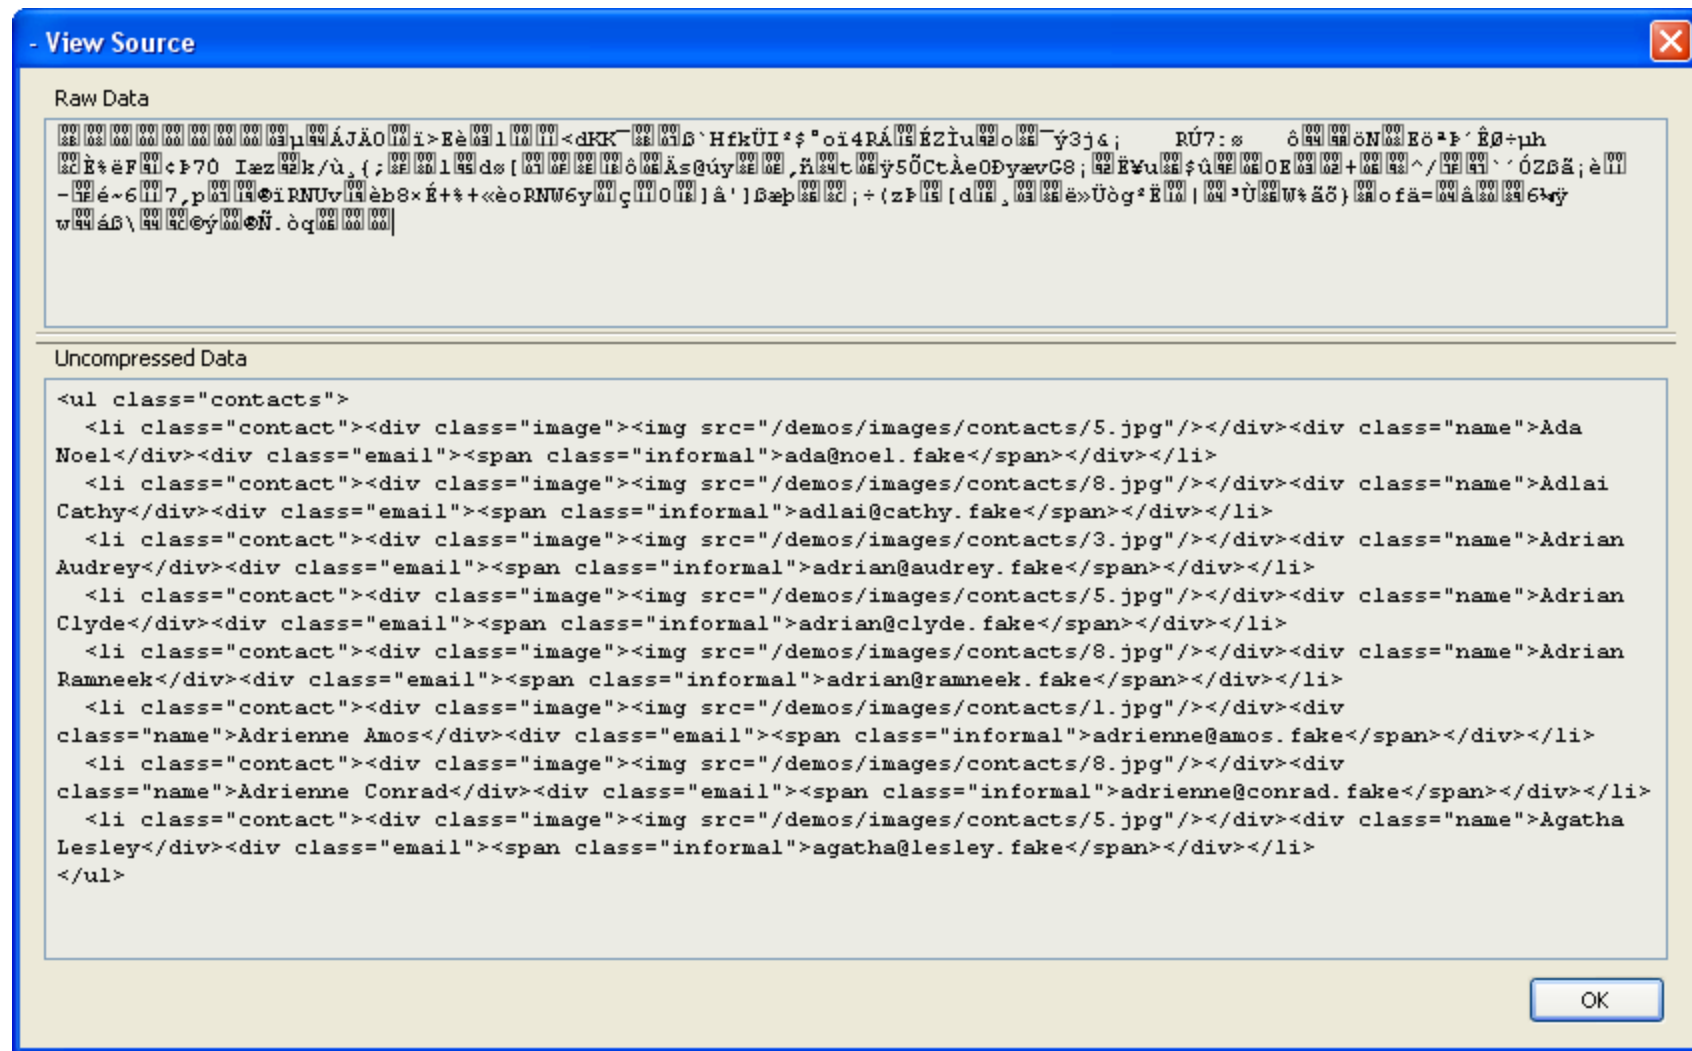 - View Source
Raw Data
Uncompressed Data
<ul class="contacts">
<li class="contact"><div class="image"><img src="/demos/images/contacts/5.jpg"/></div><div class="name">Ada
Noel</div><div class="email"><span class="informal">ada@noel.fake</span></div></li>
<li class="contact"><div class="image"><img src="/demos/images/contacts/8.jpg"/></div><div class="name">Adlai
Cathy</div><div class="email"><span class="informal">adlai@cathy.fake</span></div></li>
<li class="contact"><div class="image"><img src="/demos/images/contacts/3.jpg"/></div><div class="name">Adrian
Audrey</div><div class="email"><span class="informal">adrian@audrey.fake</span></div></li>
<li class="contact"><div class="image"><img src="/demos/images/contacts/5.jpg"/></div><div class="name">Adrian
Clyde</div><div class="email"><span class="informal">adrian@clyde.fake</span></div></li>
<li class="contact"><div class="image"><img src="/demos/images/contacts/8.jpg"/></div><div class="name">Adrian
Ramneek</div><div class="email"><span class="informal">adrian@ramneek.fake</span></div></li>
<li class="contact"><div class="image"><img src="/demos/images/contacts/1.jpg"/></div><div
class="name">Adrienne Amos</div><div class="email"><span class="informal">adrienne@amos.fake</span></div></li>
<li class="contact"><div class="image"><img src="/demos/images/contacts/8.jpg"/></div><div
class="name">Adrienne Conrad</div><div class="email"><span class="informal">adrienne@conrad.fake</span></div></li>
<li class="contact"><div class="image"><img src="/demos/images/contacts/5.jpg"/></div><div class="name">Agatha
Lesley</div><div class="email"><span class="informal">agatha@lesley.fake</span></div></li>
</ul>
OK